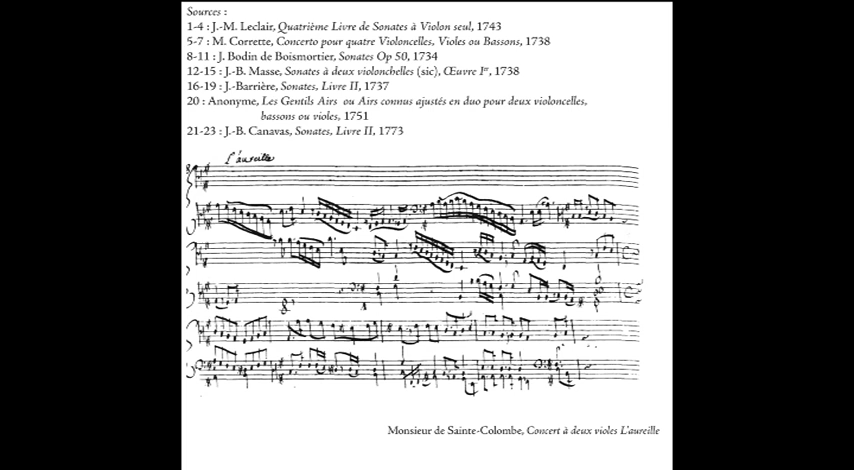 Sources :
1-4 : J.-M. Leclair, Quatrième Livre de Sonates à Violon seul, 1743
5-7 : M. Corrette, Concerto pour quatre Violoncelles, Violes ou Bassons, 1738
8-11 : J. Bodin de Boismortier, Sonates Op 50, 1734
12-15 : J.-B. Masse, Sonates à deux violonchelles (sic), Œuvre Iᵉʳ, 1738
16-19 : J.-Barrière, Sonates, Livre II, 1737
20 : Anonyme, Les Gentils Airs ou Airs connus ajustés en duo pour deux violoncelles,
bassons ou violes, 1751
21-23 : J.-B. Canavas, Sonates, Livre II, 1773
l'aureille
Monsieur de Sainte-Colombe, Concert à deux violes L'aureille